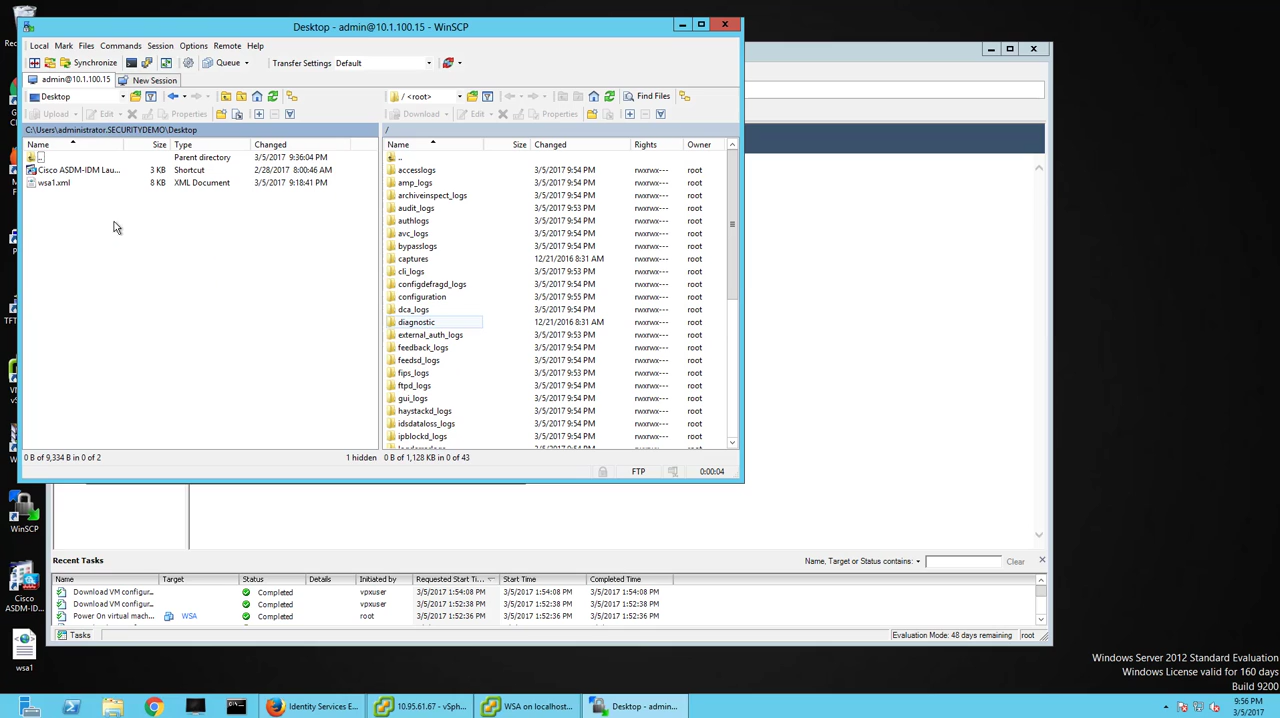 Desktop - admin@10.1.100.15 - WinSCP
Local Mark Files Commands Session Options Remote Help
Synchronize Queue Transfer Settings Default
admin@10.1.100.15 New Session
Desktop / <root> Find Files
Upload Edit Properties Download Edit Properties
C:\Users\administrator.SECURITYDEMO\Desktop /
Name Size Type Changed Name Size Changed Rights Owner
.. Parent directory 3/5/2017 9:36:04 PM ..
Cisco ASDM-IDM Lau... 3 KB Shortcut 2/28/2017 8:00:46 AM accesslogs 3/5/2017 9:54 PM rwxrwx--- root
wsa1.xml 8 KB XML Document 3/5/2017 9:18:41 PM amp_logs 3/5/2017 9:54 PM rwxrwx--- root
archiveinspect_logs 3/5/2017 9:54 PM rwxrwx--- root
audit_logs 3/5/2017 9:53 PM rwxrwx--- root
authlogs 3/5/2017 9:54 PM rwxrwx--- root
avc_logs 3/5/2017 9:54 PM rwxrwx--- root
bypasslogs 3/5/2017 9:54 PM rwxrwx--- root
captures 12/21/2016 8:31 AM rwxrwx--- root
cli_logs 3/5/2017 9:53 PM rwxrwx--- root
configdefragd_logs 3/5/2017 9:54 PM rwxrwx--- root
configuration 3/5/2017 9:55 PM rwxrwx--- root
dca_logs 3/5/2017 9:54 PM rwxrwx--- root
diagnostic 12/21/2016 8:31 AM rwxrwx--- root
external_auth_logs 3/5/2017 9:53 PM rwxrwx--- root
feedback_logs 3/5/2017 9:54 PM rwxrwx--- root
feedsd_logs 3/5/2017 9:54 PM rwxrwx--- root
fips_logs 3/5/2017 9:53 PM rwxrwx--- root
ftpd_logs 3/5/2017 9:54 PM rwxrwx--- root
gui_logs 3/5/2017 9:54 PM rwxrwx--- root
haystackd_logs 3/5/2017 9:54 PM rwxrwx--- root
idsdataloss_logs 3/5/2017 9:54 PM rwxrwx--- root
ipblockd_logs 3/5/2017 9:54 PM rwxrwx--- root
0 B of 9,334 B in 0 of 2 1 hidden 0 B of 1,128 KB in 0 of 43
FTP 0:00:04
WinSCP
Cisco
ASDM-ID...
wsa1
Recent Tasks Name, Target or Status contains: Clear
Name Target Status Details Initiated by Requested Start Ti... Start Time Completed Time
Download VM configur... Completed vpxuser 3/5/2017 1:54:08 PM 3/5/2017 1:54:08 PM 3/5/2017 1:54:08 PM
Download VM configur... Completed vpxuser 3/5/2017 1:54:08 PM 3/5/2017 1:54:08 PM 3/5/2017 1:54:08 PM
Power On virtual mach... WSA Completed root 3/5/2017 1:52:36 PM 3/5/2017 1:52:36 PM 3/5/2017 1:52:36 PM
Tasks Evaluation Mode: 48 days remaining root
Windows Server 2012 Standard Evaluation
Windows License valid for 160 days
Build 9200
Identity Services E... 10.95.61.67 - vSph... WSA on localhost... Desktop - admin...
9:56 PM
3/5/2017